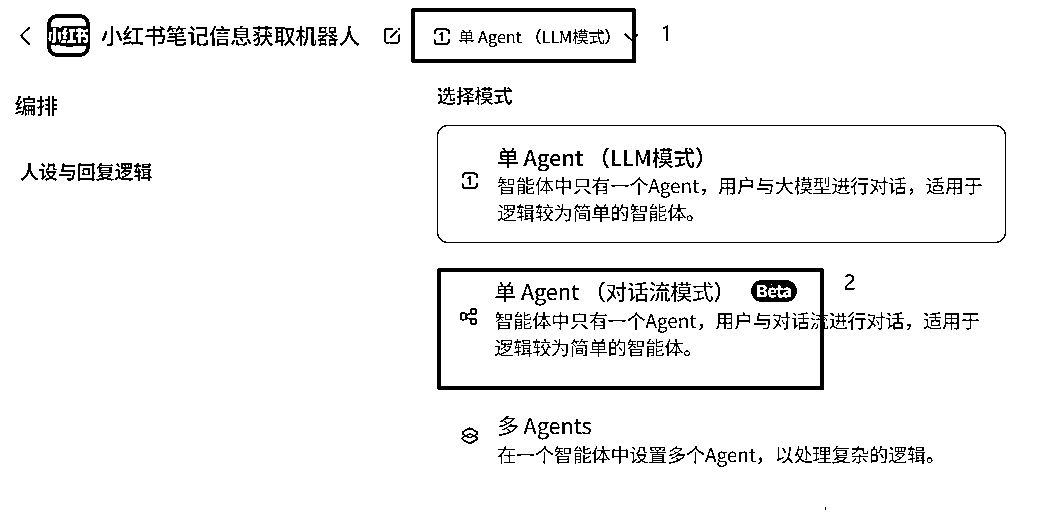 小红书 小红书笔记信息获取机器人 单 Agent （LLM模式） 1
编排
选择模式
人设与回复逻辑
单 Agent （LLM模式）
智能体中只有一个Agent，用户与大模型进行对话，适用于
逻辑较为简单的智能体。
单 Agent （对话流模式） Beta 2
智能体中只有一个Agent，用户与对话流进行对话，适用于
逻辑较为简单的智能体。
多 Agents
在一个智能体中设置多个Agent，以处理复杂的逻辑。